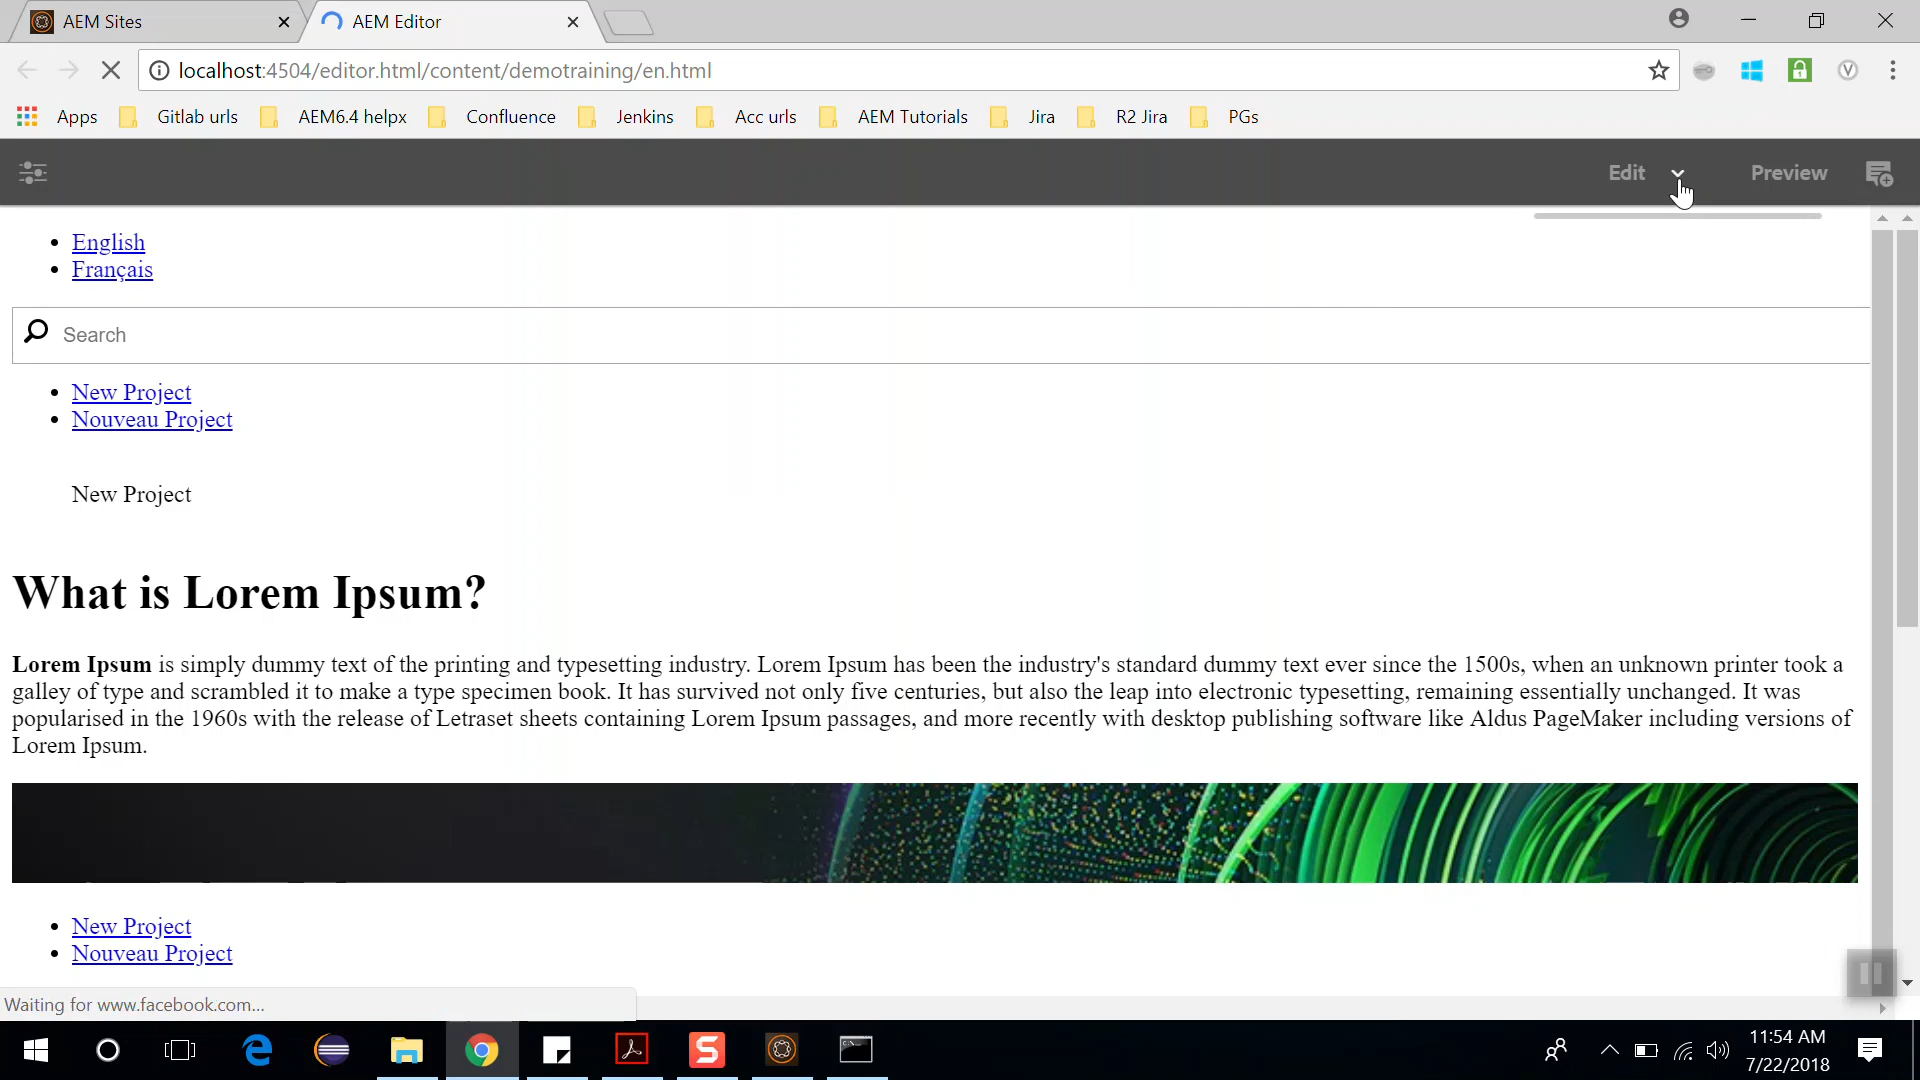 AEM Sites
AEM Editor
localhost:4504/editor.html/content/demotraining/en.html
Apps
Gitlab urls
AEM6.4 helpx
Confluence
Jenkins
Acc urls
AEM Tutorials
Jira
R2 Jira
PGs
Edit
Preview
English
Français
Search
New Project
Nouveau Project
New Project
What is Lorem Ipsum?
Lorem Ipsum is simply dummy text of the printing and typesetting industry. Lorem Ipsum has been the industry's standard dummy text ever since the 1500s, when an unknown printer took a
galley of type and scrambled it to make a type specimen book. It has survived not only five centuries, but also the leap into electronic typesetting, remaining essentially unchanged. It was
popularised in the 1960s with the release of Letraset sheets containing Lorem Ipsum passages, and more recently with desktop publishing software like Aldus PageMaker including versions of
Lorem Ipsum.
New Project
Nouveau Project
Waiting for www.facebook.com...
11:54 AM
7/22/2018